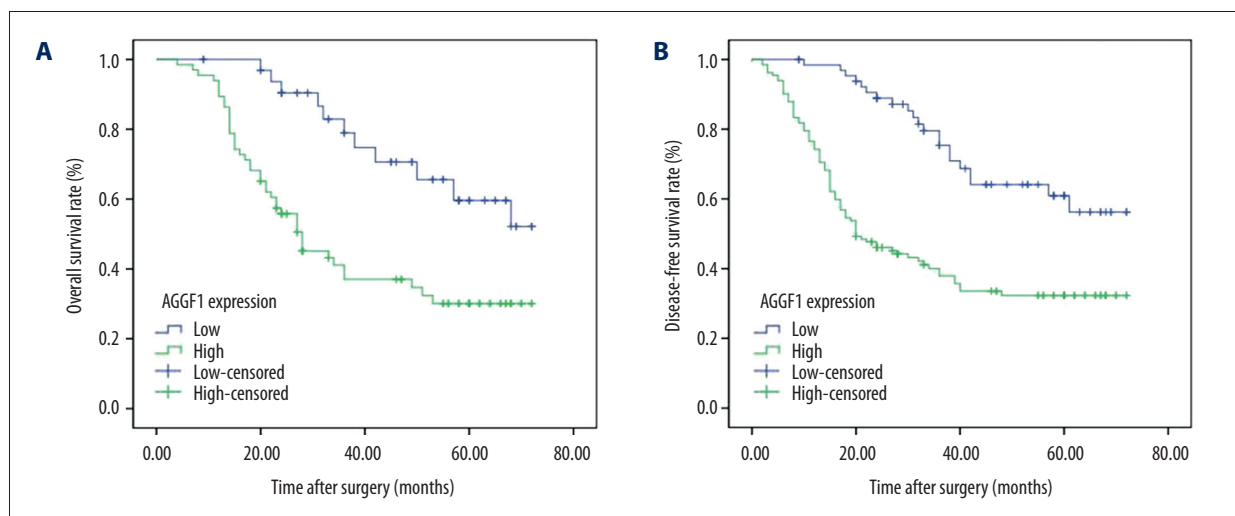 A
Overall survival rate (%)
1.0
0.8
0.6
0.4
0.2
0.0
AGGF1 expression
Low
High
Low-censored
High-censored
0.00 20.00 40.00 60.00 80.00
Time after surgery (months)
B
Disease-free survival rate (%)
1.0
0.8
0.6
0.4
0.2
0.0
AGGF1 expression
Low
High
Low-censored
High-censored
0.00 20.00 40.00 60.00 80.00
Time after surgery (months)